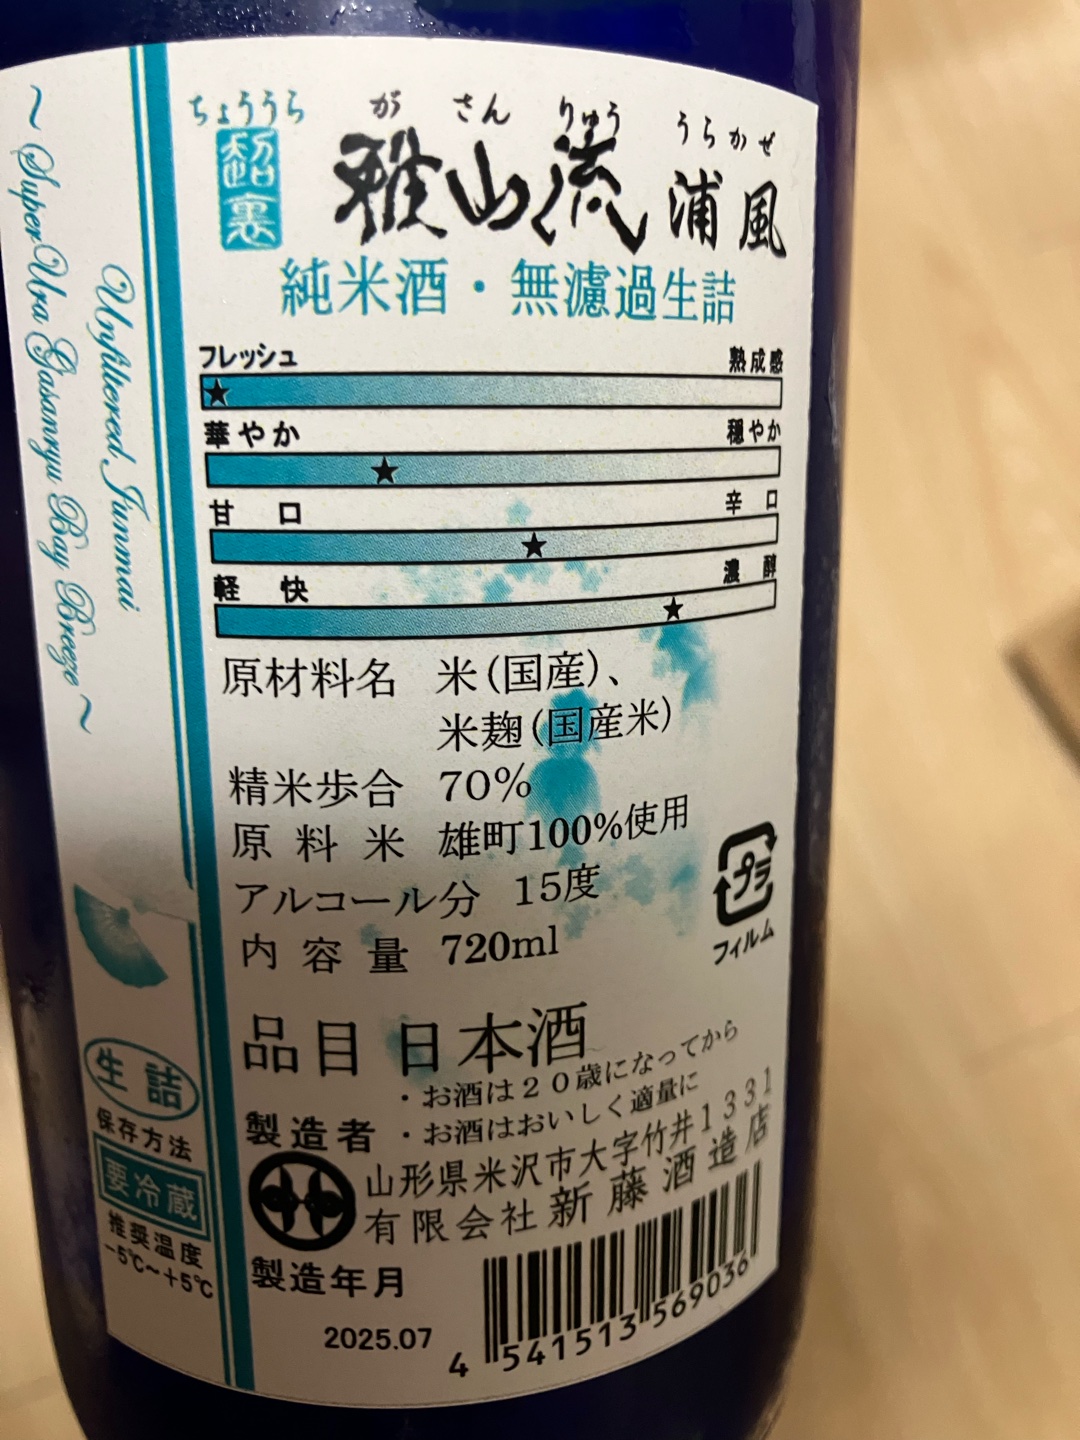 ~Super Ura Gasanryu Bay Breeze~
Unfiltered Junmai
生詰
保存方法
要冷蔵
推奨温度
-5℃~+5℃
ちょううら が さん りゅう うらかぜ
超裏 雅山流 浦風
純米酒・無濾過生詰
フレッシュ 熟成感
★
華やか 穏やか
★
甘口 辛口
★
軽快 濃醇
★
原材料名 米(国産)、
米麹(国産米)
精米歩合 70%
原料米 雄町100%使用
アルコール分 15度
内容量 720ml
プラ
フィルム
品目 日本酒
・お酒は20歳になってから
・お酒はおいしく適量に
製造者
山形県米沢市大字竹井1331
有限会社 新藤酒造店
製造年月
2025.07
4 541513 569036